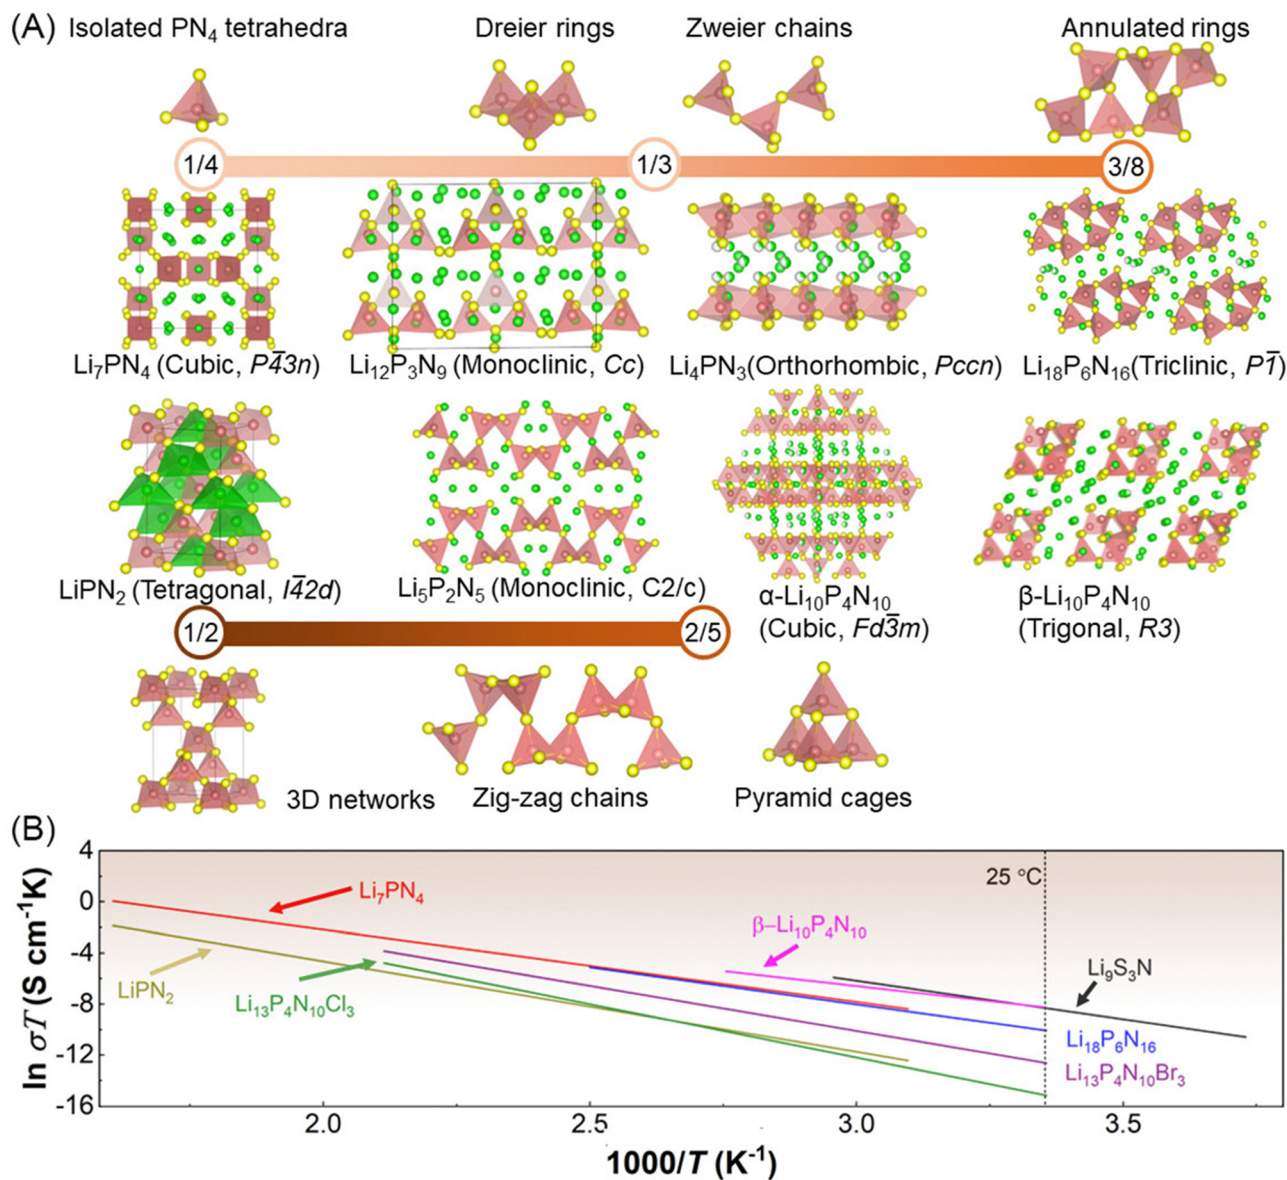 (A) Isolated PN₄ tetrahedra Dreier rings Zweier chains Annulated rings
1/4 1/3 3/8
Li₇PN₄ (Cubic, P4̅3n) Li₁₂P₃N₉ (Monoclinic, Cc) Li₄PN₃(Orthorhombic, Pccn) Li₁₈P₆N₁₆(Triclinic, P1̅)
LiPN₂ (Tetragonal, I4̅2d) Li₅P₂N₅ (Monoclinic, C2/c) α-Li₁₀P₄N₁₀ β-Li₁₀P₄N₁₀
(Cubic, Fd3̅m) (Trigonal, R3)
1/2 2/5
3D networks Zig-zag chains Pyramid cages
(B)
ln σT (S cm⁻¹K)
4
0
-4
-8
-12
-16
25 °C
Li₇PN₄
β–Li₁₀P₄N₁₀
Li₉S₃N
LiPN₂
Li₁₃P₄N₁₀Cl₃
Li₁₈P₆N₁₆
Li₁₃P₄N₁₀Br₃
2.0 2.5 3.0 3.5
1000/T (K⁻¹)